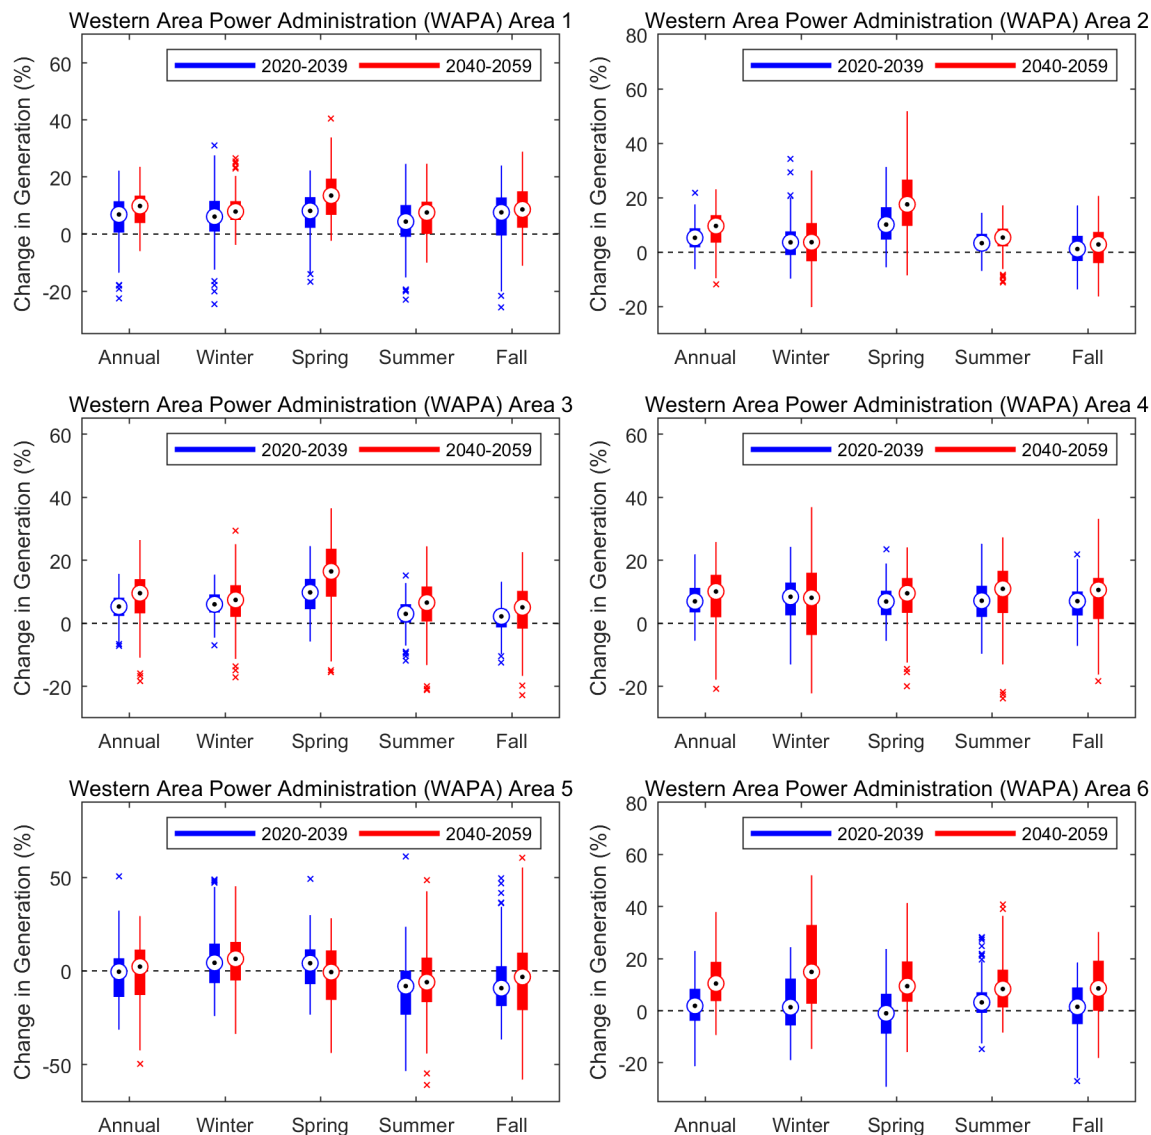 Western Area Power Administration (WAPA) Area 1
Change in Generation (%)
60
40
20
0
-20
2020-2039 2040-2059
Annual Winter Spring Summer Fall
Western Area Power Administration (WAPA) Area 2
Change in Generation (%)
80
60
40
20
0
-20
2020-2039 2040-2059
Annual Winter Spring Summer Fall
Western Area Power Administration (WAPA) Area 3
Change in Generation (%)
60
40
20
0
-20
2020-2039 2040-2059
Annual Winter Spring Summer Fall
Western Area Power Administration (WAPA) Area 4
Change in Generation (%)
60
40
20
0
-20
2020-2039 2040-2059
Annual Winter Spring Summer Fall
Western Area Power Administration (WAPA) Area 5
Change in Generation (%)
50
0
-50
2020-2039 2040-2059
Annual Winter Spring Summer Fall
Western Area Power Administration (WAPA) Area 6
Change in Generation (%)
80
60
40
20
0
-20
2020-2039 2040-2059
Annual Winter Spring Summer Fall